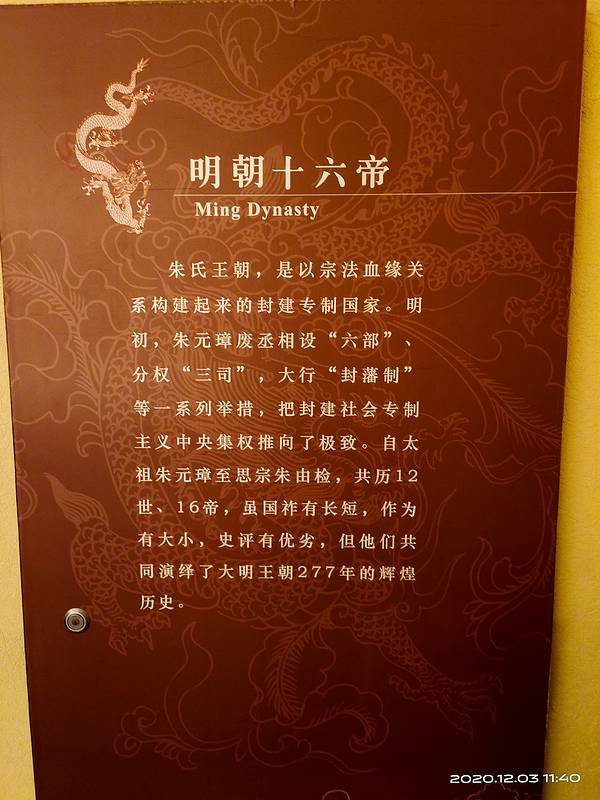 明朝十六帝
Ming Dynasty
朱氏王朝，是以宗法血缘关
系构建起来的封建专制国家。明
初，朱元璋废丞相设“六部”、
分权“三司”，大行“封藩制”
等一系列举措，把封建社会专制
主义中央集权推向了极致。自太
祖朱元璋至思宗朱由检，共历12
世、16帝，虽国祚有长短，作为
有大小，史评有优劣，但他们共
同演绎了大明王朝277年的辉煌
历史。
2020.12.03 11:40